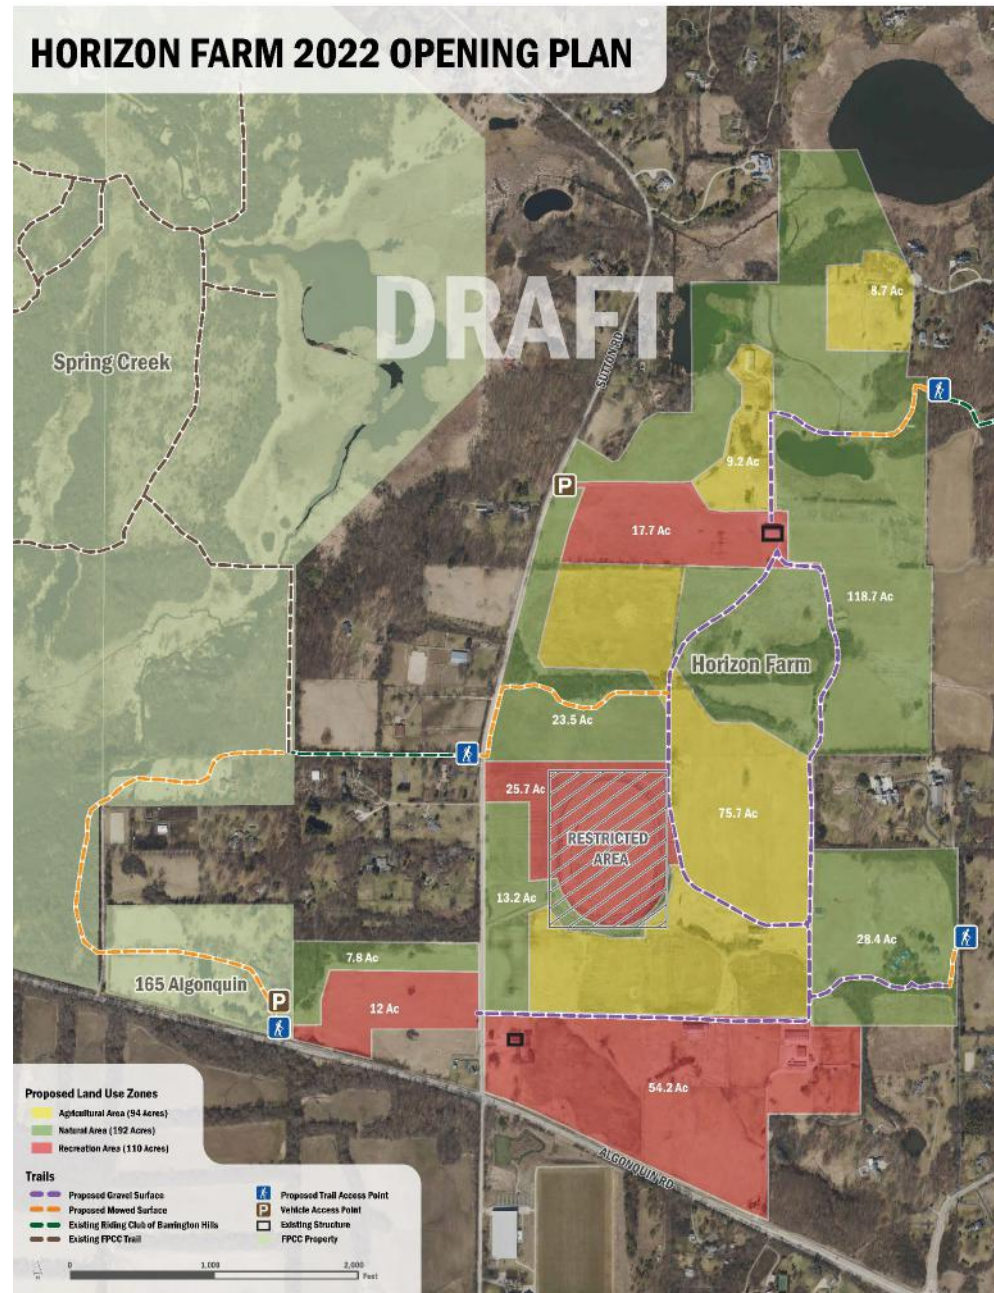 HORIZON FARM 2022 OPENING PLAN
DRAFT
8.7 Ac
SUTTON RD
Spring Creek
9.2 Ac
P
17.7 Ac
118.7 Ac
Horizon Farm
23.5 Ac
25.7 Ac
75.7 Ac
RESTRICTED
AREA
13.2 Ac
28.4 Ac
7.8 Ac
165 Algonquin
P
12 Ac
54.2 Ac
ALGONQUIN RD
Proposed Land Use Zones
Agricultural Area (94 Acres)
Natural Area (192 Acres)
Recreation Area (110 Acres)
Trails
Proposed Gravel Surface
Proposed Mowed Surface
Existing Riding Club of Barrington Hills
Existing FPCC Trail
Proposed Trail Access Point
P Vehicle Access Point
Existing Structure
FPCC Property
0 1,000 2,000
Feet